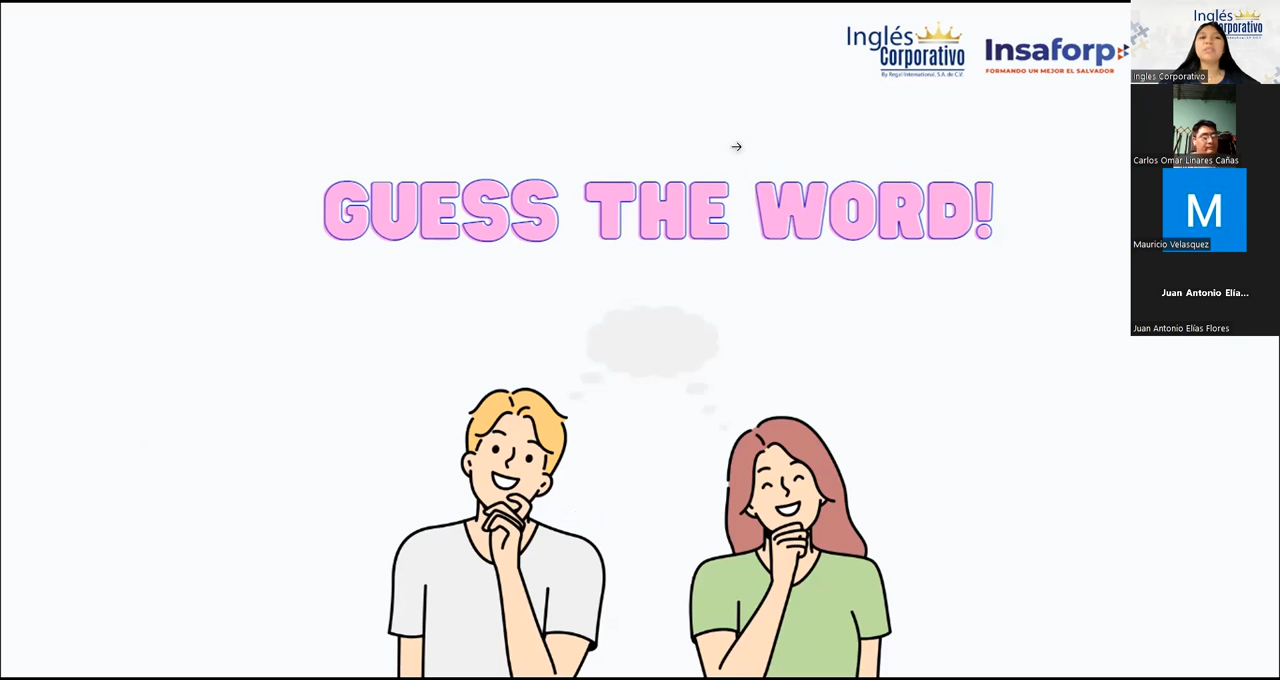 Inglés
Corporativo
By Regal International, S.A. de C.V.
Insaforp
FORMANDO UN MEJOR EL SALVADOR
GUESS THE WORD!
Inglés
Corporativo
Ingles Corporativo
Carlos Omar Linares Cañas
M
Mauricio Velasquez
Juan Antonio Elía...
Juan Antonio Elías Flores